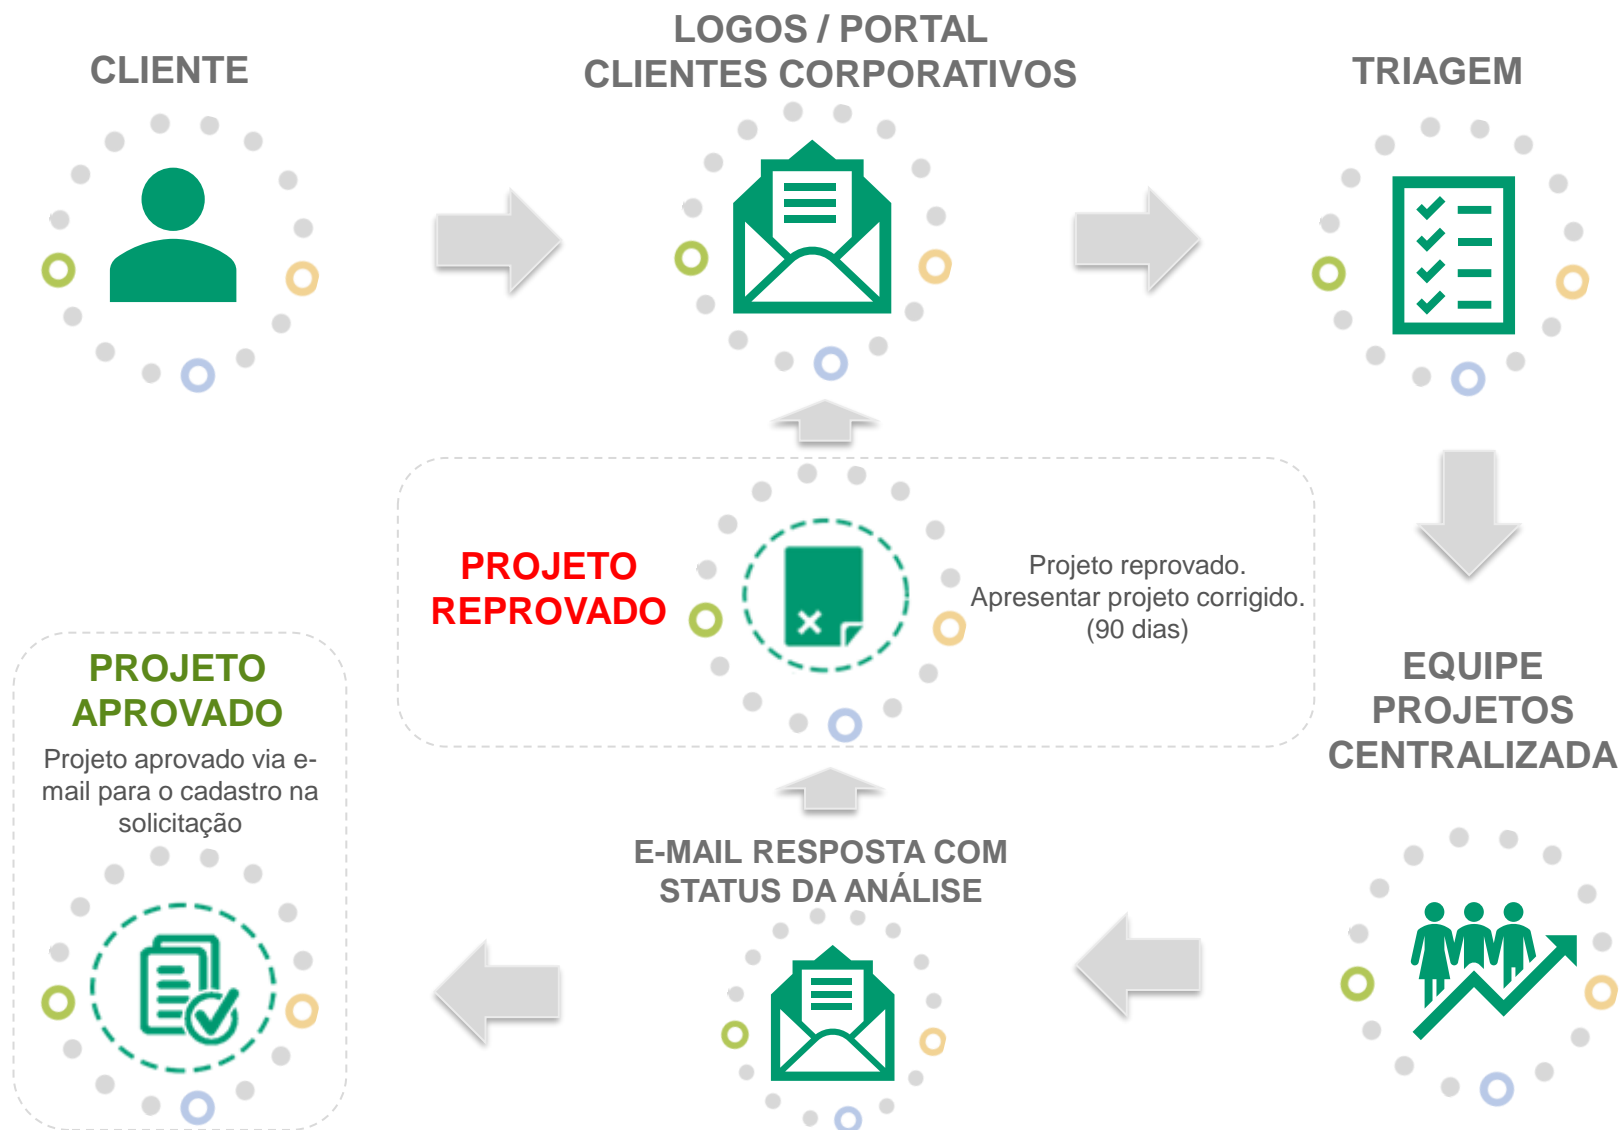 CLIENTE
LOGOS / PORTAL
CLIENTES CORPORATIVOS
TRIAGEM
PROJETO
REPROVADO
Projeto reprovado.
Apresentar projeto corrigido.
(90 dias)
EQUIPE
PROJETOS
CENTRALIZADA
E-MAIL RESPOSTA COM
STATUS DA ANÁLISE
PROJETO
APROVADO
Projeto aprovado via e-
mail para o cadastro na
solicitação